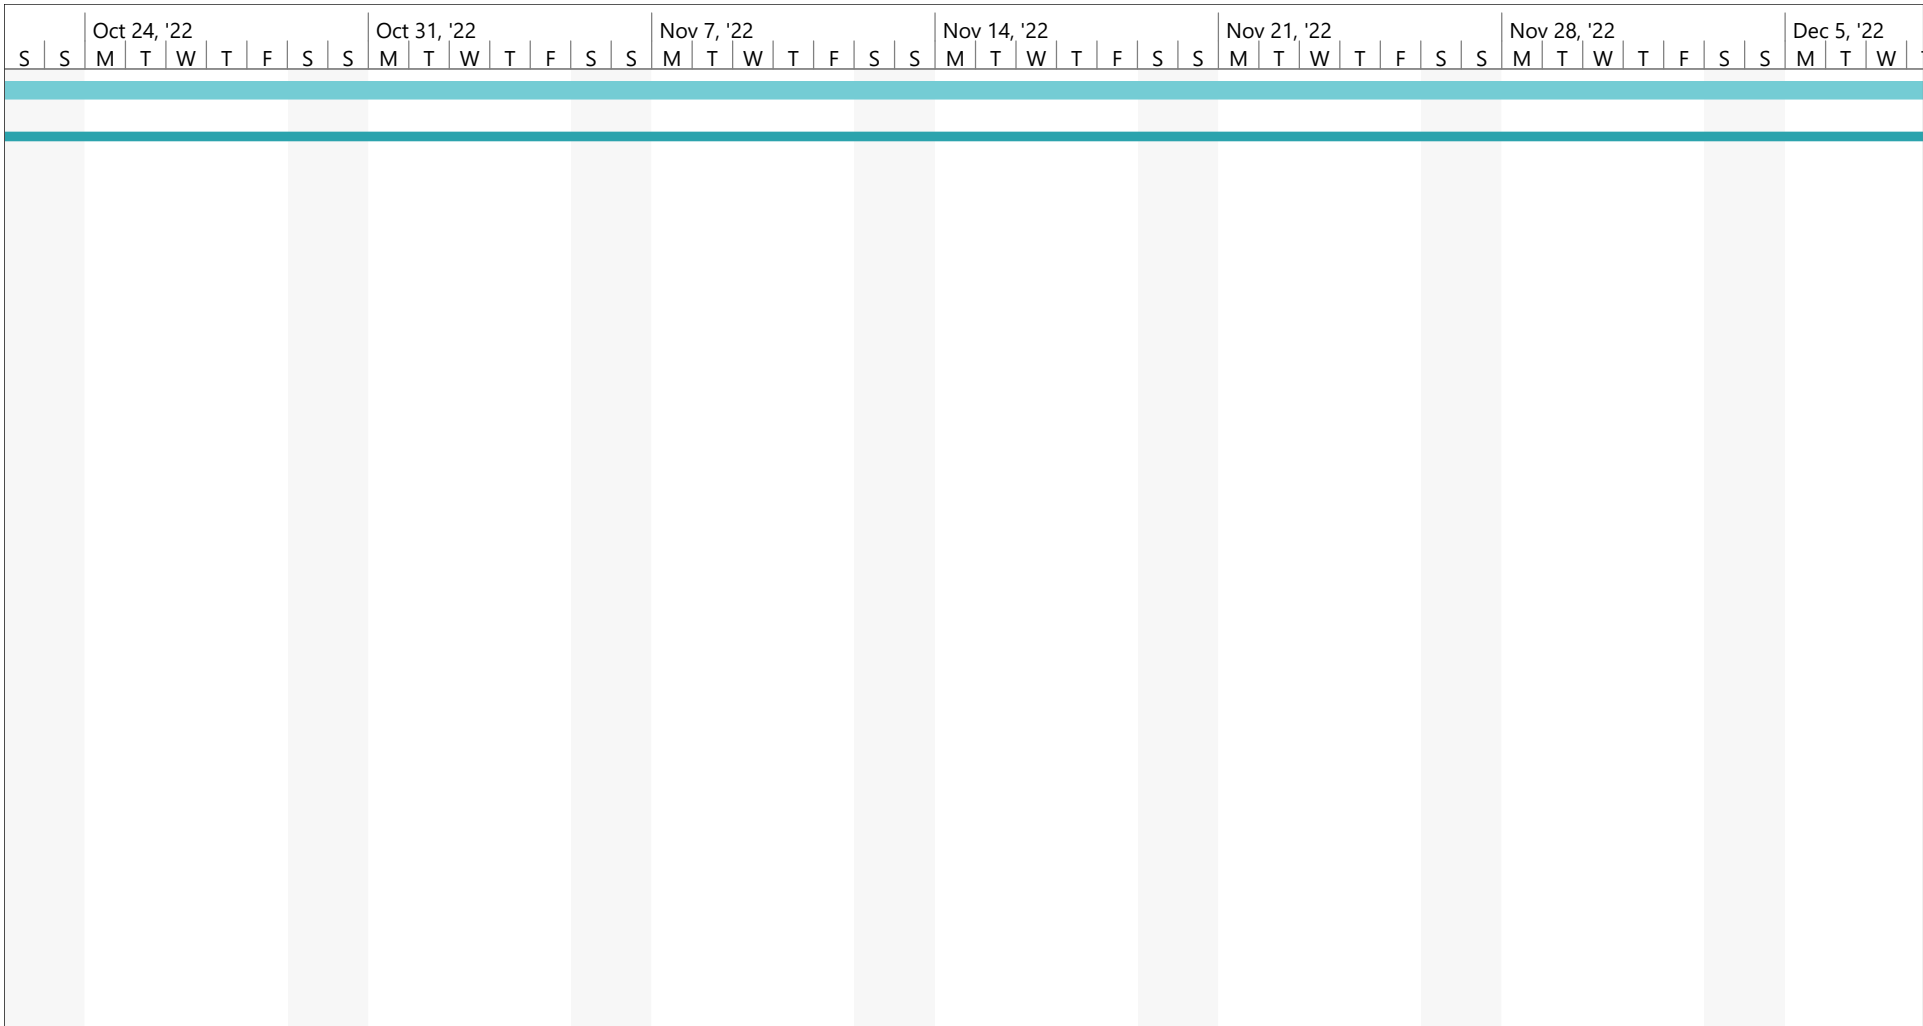 Oct 24, '22 Oct 31, '22 Nov 7, '22 Nov 14, '22 Nov 21, '22 Nov 28, '22 Dec 5, '22
S S M T W T F S S M T W T F S S M T W T F S S M T W T F S S M T W T F S S M T W T F S S M T W